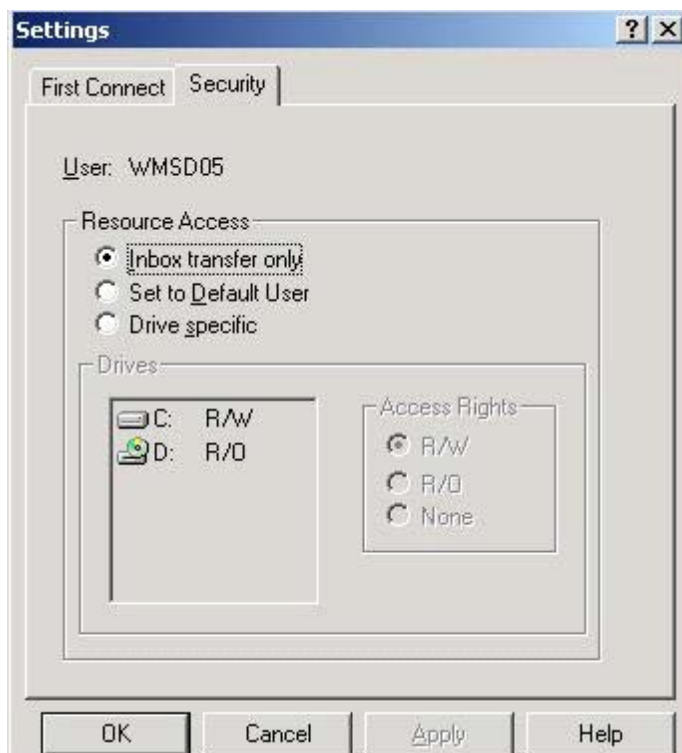 Settings
First Connect Security
User: WMSD05
Resource Access
Inbox transfer only
Set to Default User
Drive specific
Drives
C: R/W
D: R/O
Access Rights
R/W
R/O
None
OK Cancel Apply Help